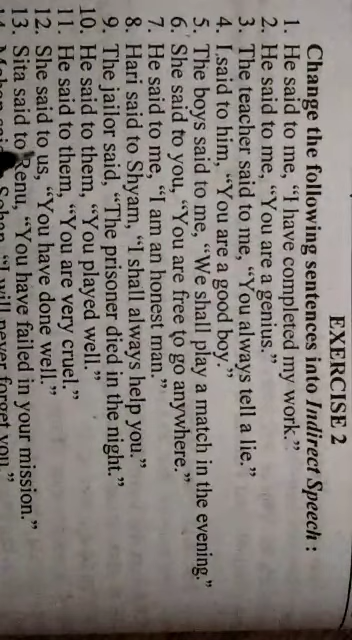 EXERCISE 2
Change the following sentences into Indirect Speech :
1. He said to me, “I have completed my work.”
2. He said to me, “You are a genius.”
3. The teacher said to me, “You always tell a lie.”
4. I said to him, “You are a good boy.”
5. The boys said to me, “We shall play a match in the evening.”
6. She said to you, “You are free to go anywhere.”
7. He said to me, “I am an honest man.”
8. Hari said to Shyam, “I shall always help you.”
9. The jailor said, “The prisoner died in the night.”
10. He said to them, “You played well.”
11. He said to them, “You are very cruel.”
12. She said to us, “You have done well.”
13. Sita said to Renu, “You have failed in your mission.”
“I will never forget you.”